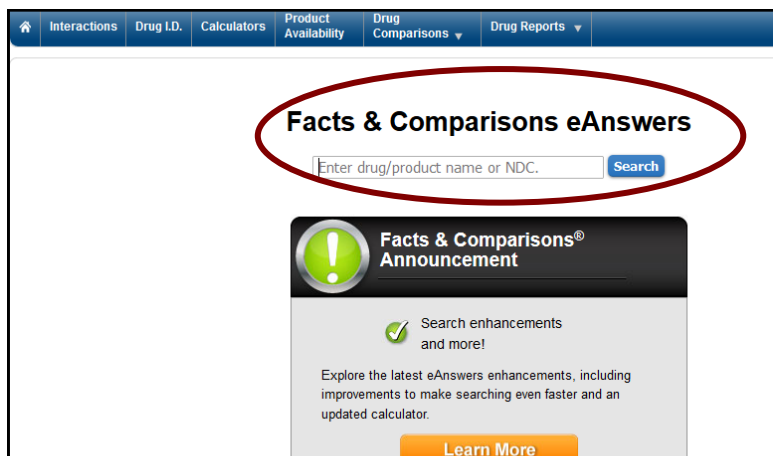 Interactions Drug I.D. Calculators Product Availability Drug Comparisons Drug Reports
Facts & Comparisons eAnswers
Enter drug/product name or NDC. Search
Facts & Comparisons®
Announcement
Search enhancements
and more!
Explore the latest eAnswers enhancements, including
improvements to make searching even faster and an
updated calculator.
Learn More